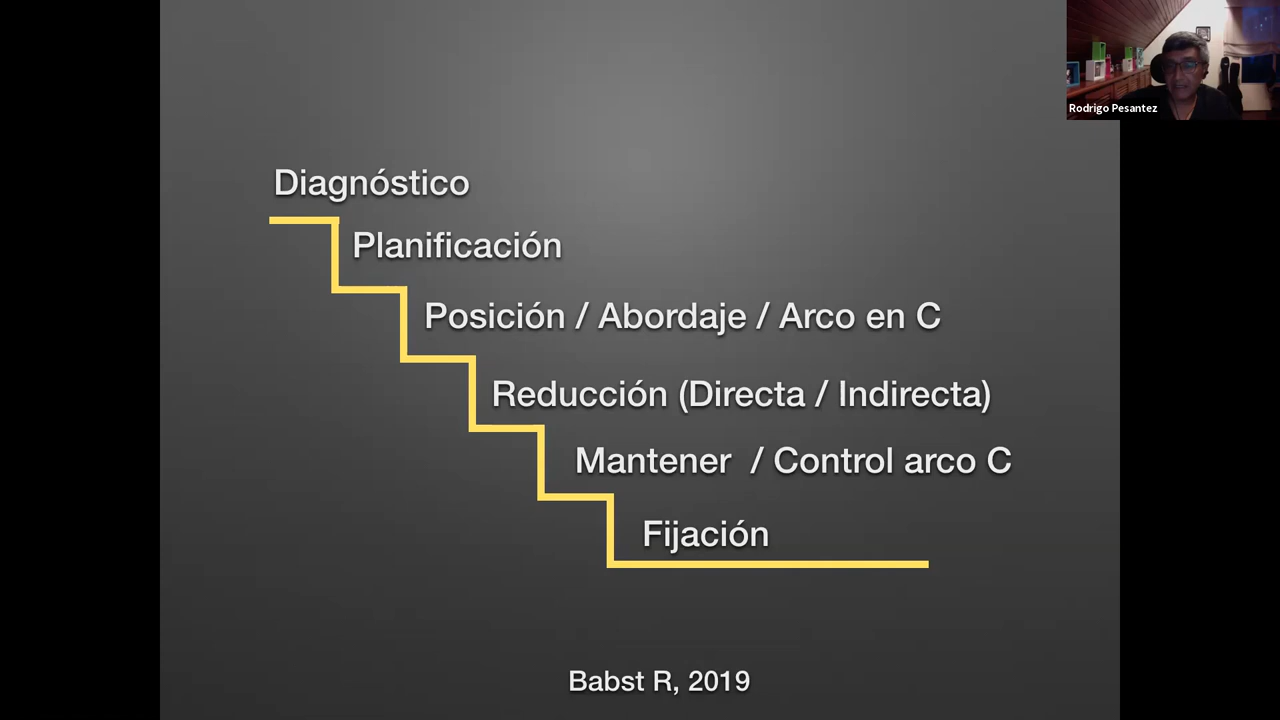 Rodrigo Pesantez
Diagnóstico
Planificación
Posición / Abordaje / Arco en C
Reducción (Directa / Indirecta)
Mantener / Control arco C
Fijación
Babst R, 2019